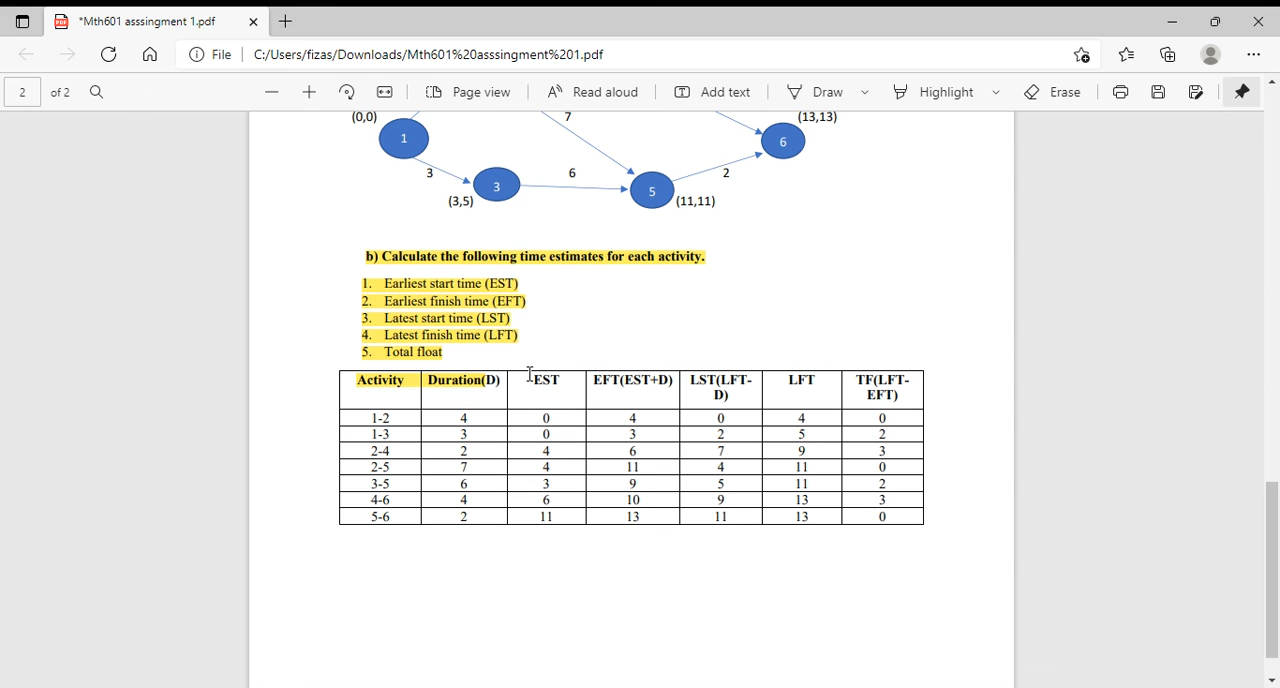 *Mth601 asssingment 1.pdf
File C:/Users/fizas/Downloads/Mth601%20asssingment%201.pdf
2 of 2 Page view Read aloud Add text Draw Highlight Erase
(0,0) 7 (13,13)
1 6
3 6 2
3 5
(3,5) (11,11)
b) Calculate the following time estimates for each activity.
1. Earliest start time (EST)
2. Earliest finish time (EFT)
3. Latest start time (LST)
4. Latest finish time (LFT)
5. Total float
Activity Duration(D) EST EFT(EST+D) LST(LFT- LFT TF(LFT-
D) EFT)
1-2 4 0 4 0 4 0
1-3 3 0 3 2 5 2
2-4 2 4 6 7 9 3
2-5 7 4 11 4 11 0
3-5 6 3 9 5 11 2
4-6 4 6 10 9 13 3
5-6 2 11 13 11 13 0